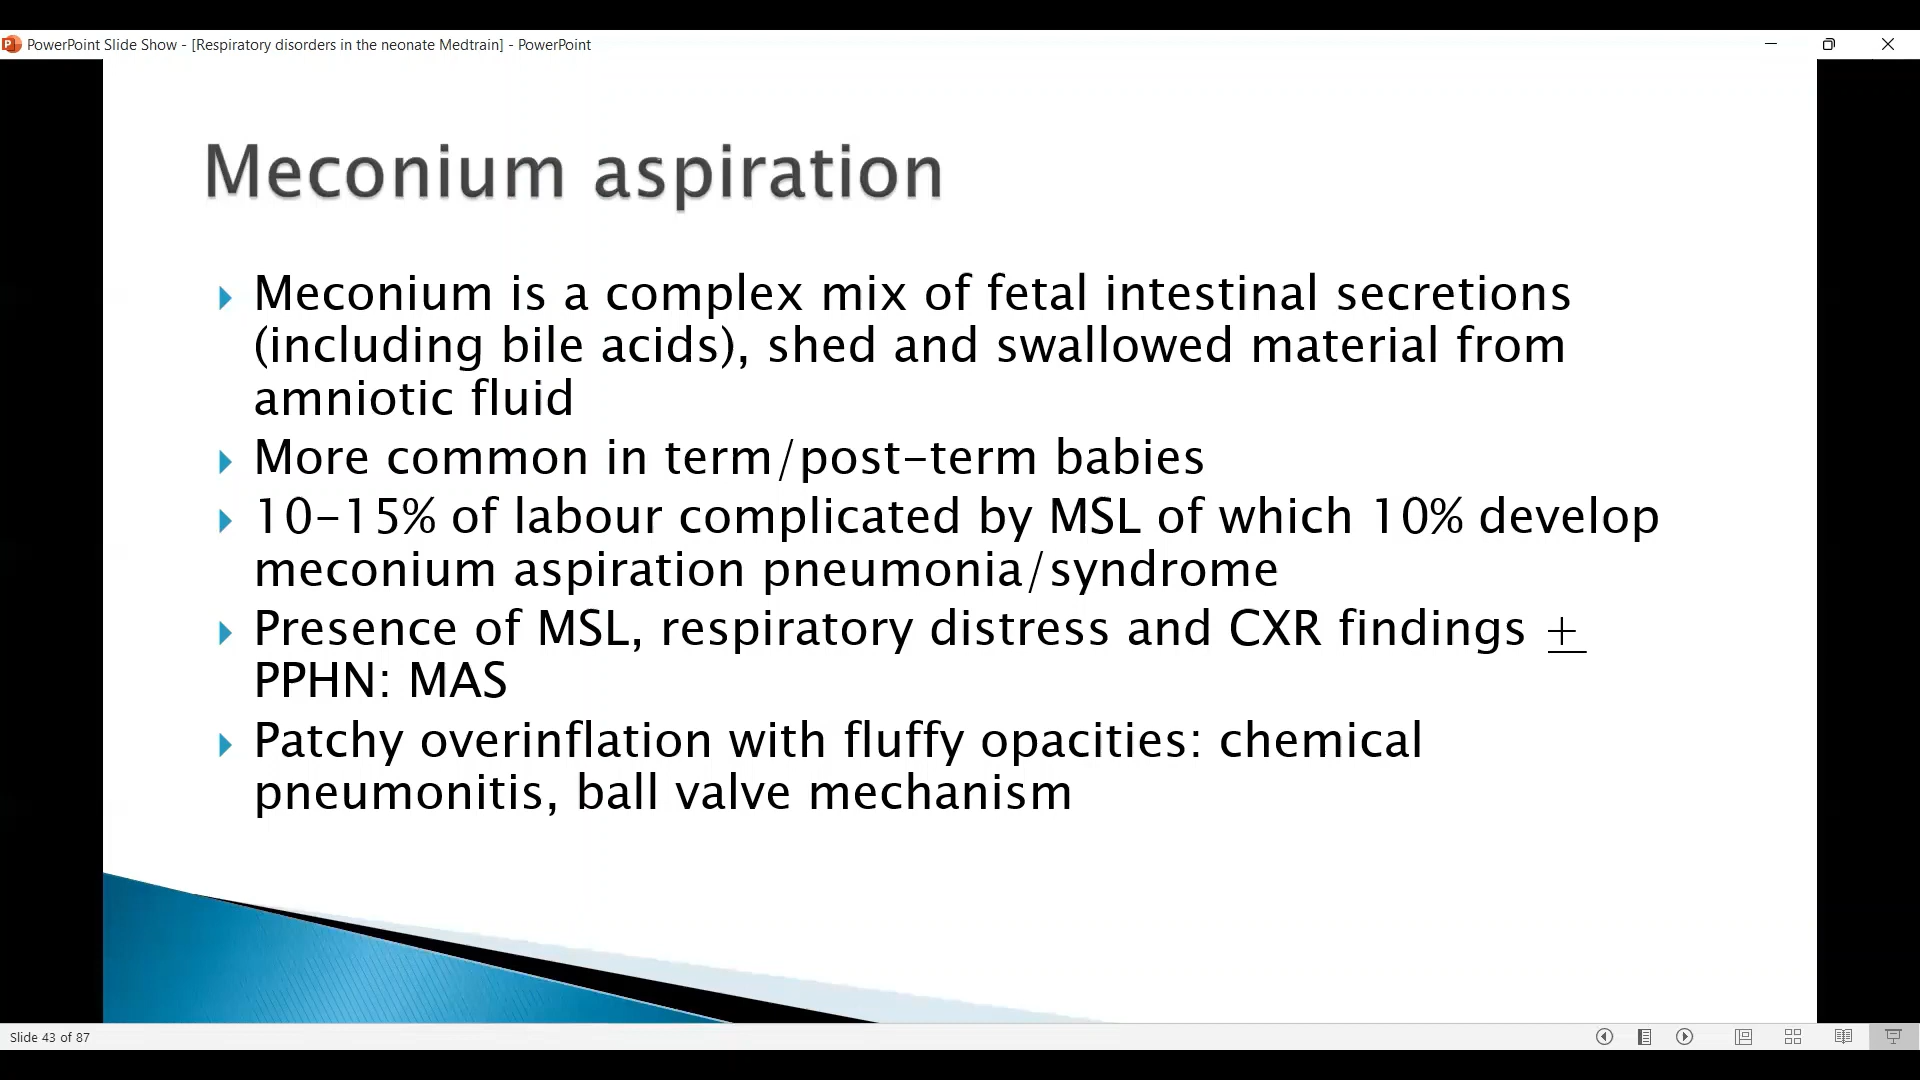 PowerPoint Slide Show - [Respiratory disorders in the neonate Medtrain] - PowerPoint
Meconium aspiration
Meconium is a complex mix of fetal intestinal secretions
(including bile acids), shed and swallowed material from
amniotic fluid
More common in term/post-term babies
10-15% of labour complicated by MSL of which 10% develop
meconium aspiration pneumonia/syndrome
Presence of MSL, respiratory distress and CXR findings +
PPHN: MAS
Patchy overinflation with fluffy opacities: chemical
pneumonitis, ball valve mechanism
Slide 43 of 87